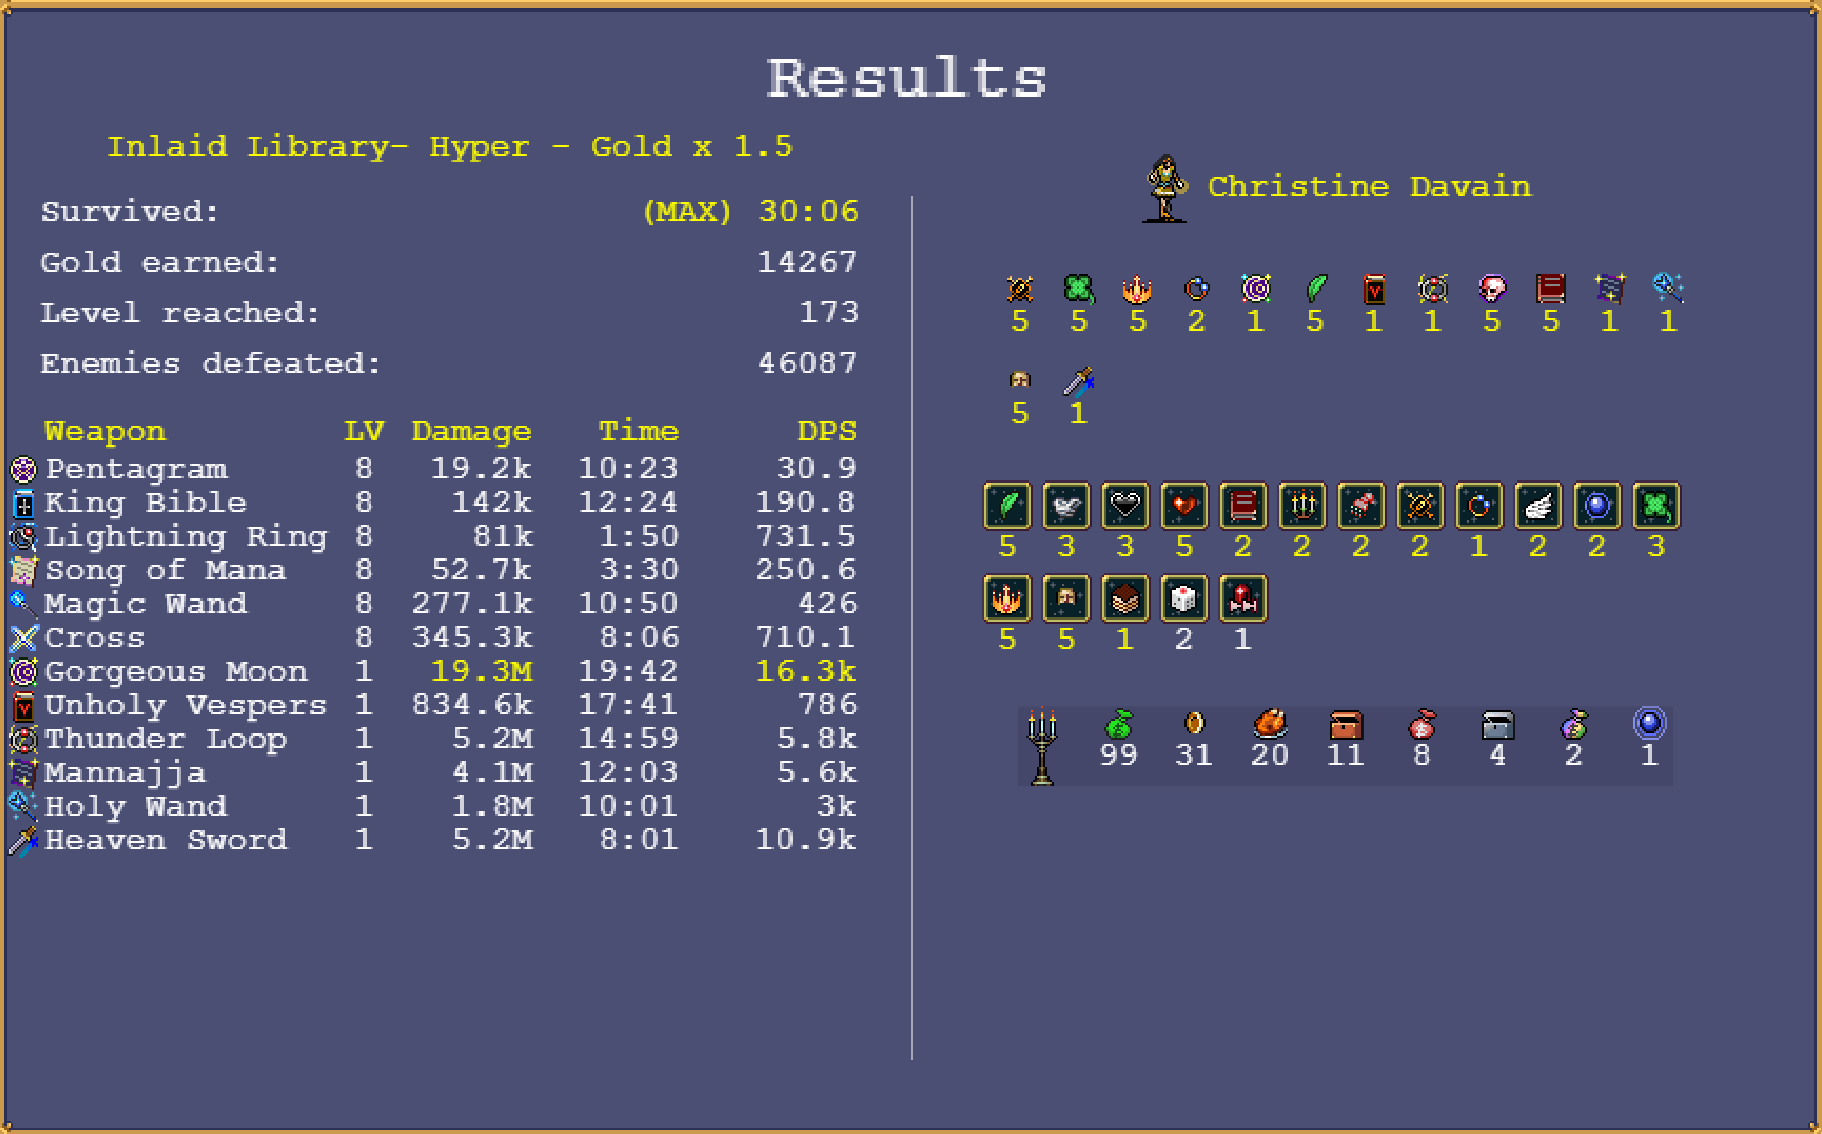 Results
Inlaid Library- Hyper - Gold x 1.5
Survived: (MAX) 30:06
Gold earned: 14267
Level reached: 173
Enemies defeated: 46087
Weapon LV Damage Time DPS
Pentagram 8 19.2k 10:23 30.9
King Bible 8 142k 12:24 190.8
Lightning Ring 8 81k 1:50 731.5
Song of Mana 8 52.7k 3:30 250.6
Magic Wand 8 277.1k 10:50 426
Cross 8 345.3k 8:06 710.1
Gorgeous Moon 1 19.3M 19:42 16.3k
Unholy Vespers 1 834.6k 17:41 786
Thunder Loop 1 5.2M 14:59 5.8k
Mannajja 1 4.1M 12:03 5.6k
Holy Wand 1 1.8M 10:01 3k
Heaven Sword 1 5.2M 8:01 10.9k
Christine Davain
5 5 5 2 1 5 1 1 5 5 1 1
5 1
5 3 3 5 2 2 2 2 1 2 2 3
5 5 1 2 1
99 31 20 11 8 4 2 1